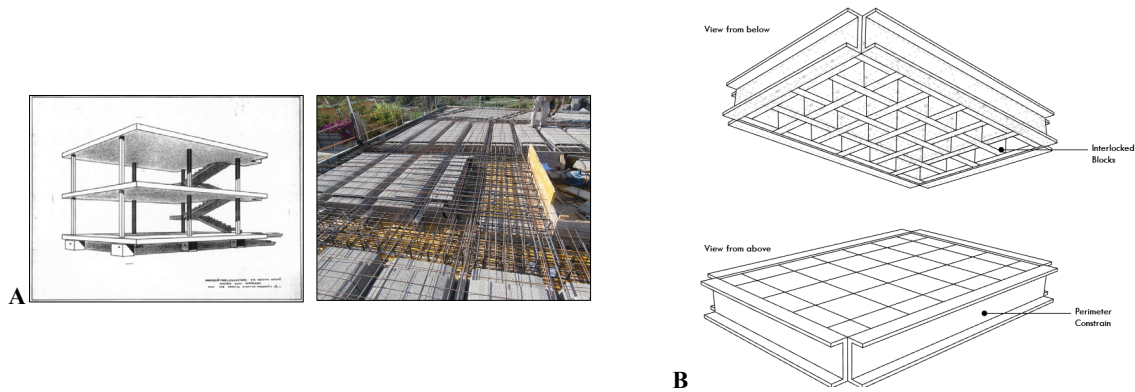 A
View from below
Interlocked
Blocks
View from above
Perimeter
Constrain
B